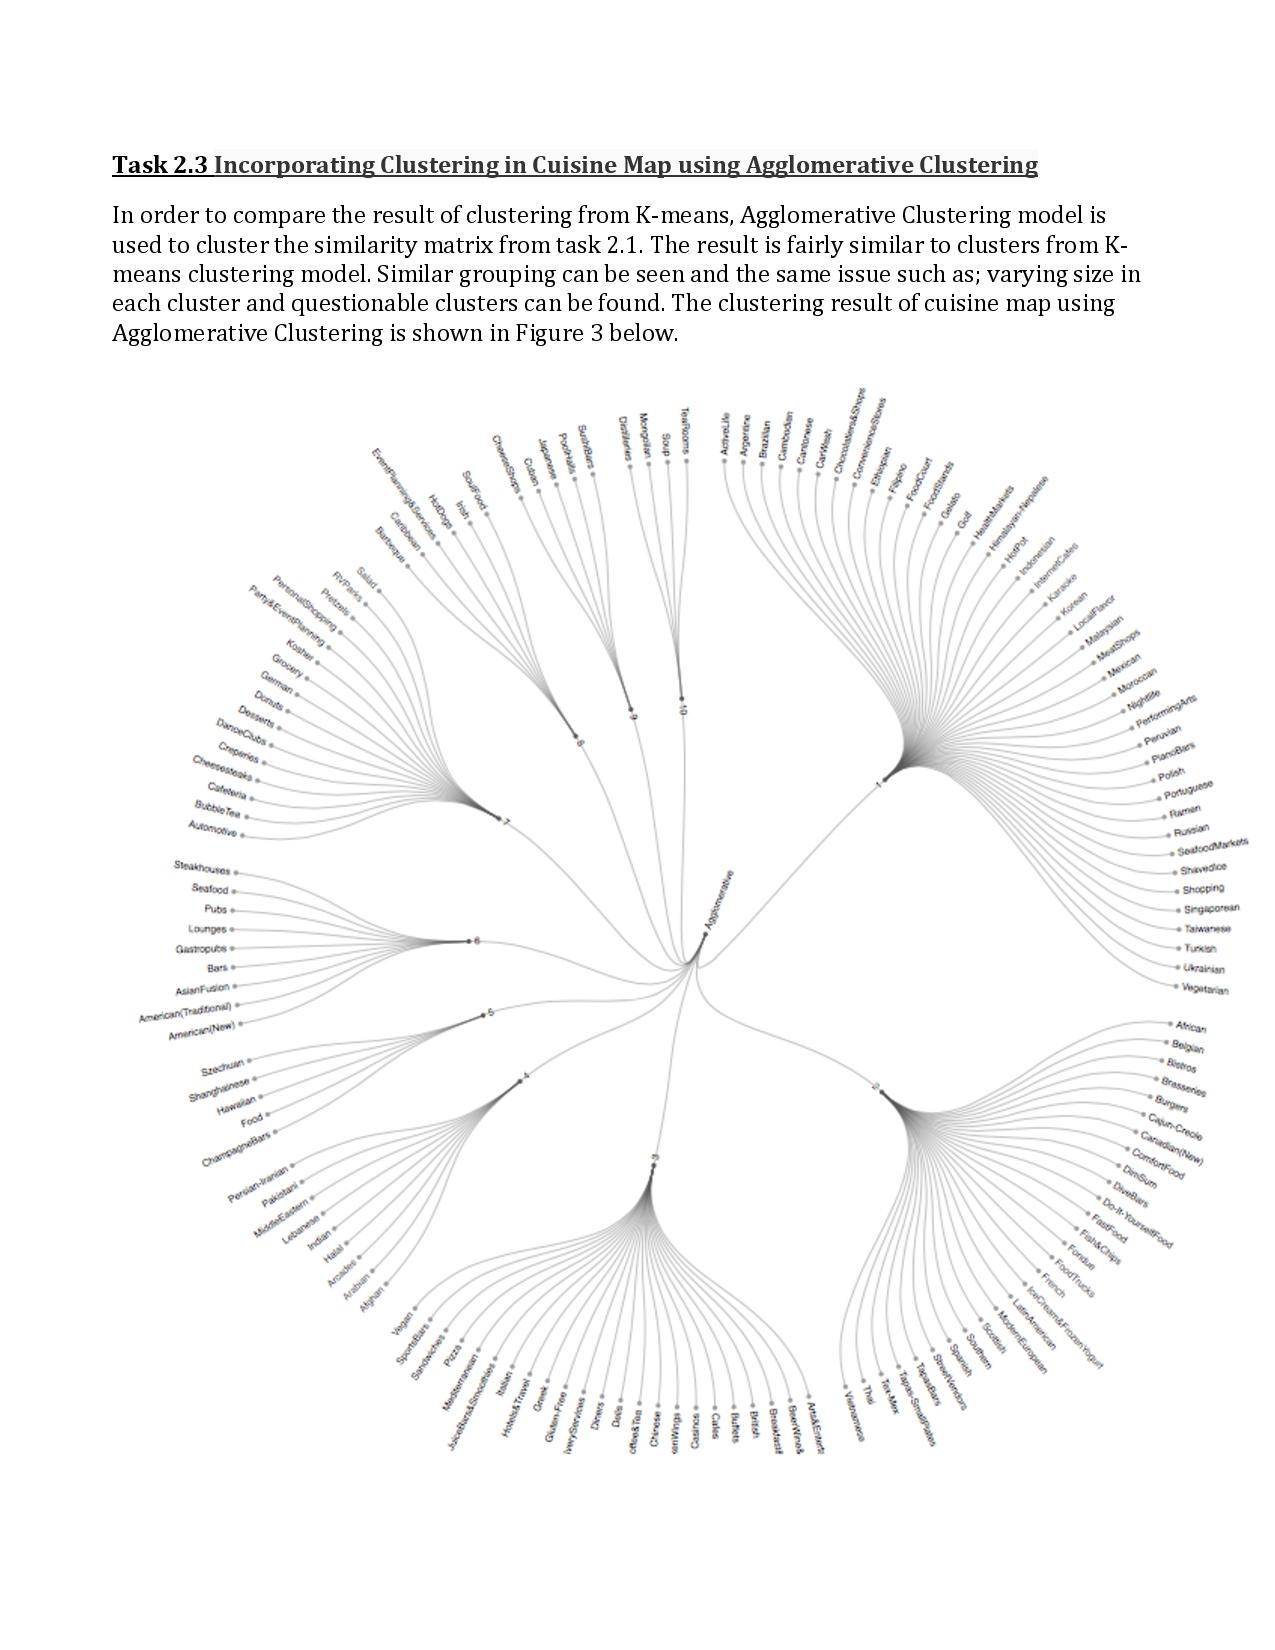 Task 2.3 Incorporating Clustering in Cuisine Map using Agglomerative Clustering
In order to compare the result of clustering from K-means, Agglomerative Clustering model is
used to cluster the similarity matrix from task 2.1. The result is fairly similar to clusters from K-
means clustering model. Similar grouping can be seen and the same issue such as; varying size in
each cluster and questionable clusters can be found. The clustering result of cuisine map using
Agglomerative Clustering is shown in Figure 3 below.
Agglomerative
1
ActiveLife
Argentine
Brazilian
Cambodian
Cantonese
CarWash
Chocolatiers&Shops
ConvenienceStores
Ethiopian
Filipino
FoodCourt
FoodStands
Gelato
Golf
HealthMarkets
Himalayan-Nepalese
HotPot
Indonesian
InternetCafes
Karaoke
Korean
LocalFlavor
Malaysian
MeatShops
Mexican
Moroccan
Nightlife
PerformingArts
Peruvian
PianoBars
Polish
Portuguese
Ramen
Russian
SeafoodMarkets
ShavedIce
Shopping
Singaporean
Taiwanese
Turkish
Ukrainian
Vegetarian
2
African
Belgian
Bistros
Brasseries
Burgers
Cajun-Creole
Canadian(New)
ComfortFood
DimSum
DiveBars
Do-It-YourselfFood
FastFood
Fish&Chips
Fondue
FoodTrucks
French
IceCream&FrozenYogurt
LatinAmerican
ModernEuropean
Scottish
Southern
Spanish
StreetVendors
TapasBars
Tapas-SmallPlates
Tex-Mex
Thai
Vietnamese
3
Arts&Entert
BeerWine&
Breakfast&
British
Buffets
Cafes
Casinos
kenWings
Chinese
offee&Tea
Delis
Diners
iveryServices
Gluten-Free
Greek
Hotels&Travel
Italian
JuiceBars&Smoothies
Mediterranean
Pizza
Sandwiches
SportsBars
Vegan
4
Afghan
Arabian
Arcades
Halal
Indian
Lebanese
MiddleEastern
Pakistani
Persian-Iranian
5
ChampagneBars
Food
Hawaiian
Shanghainese
Szechuan
6
American(New)
American(Traditional)
AsianFusion
Bars
Gastropubs
Lounges
Pubs
Seafood
Steakhouses
7
Automotive
BubbleTea
Cafeteria
Cheesesteaks
Creperies
DanceClubs
Desserts
Donuts
German
Grocery
Kosher
Party&EventPlanning
PersonalShopping
Pretzels
RVParks
Salad
8
Barbeque
Caribbean
EventPlanning&Services
HotDogs
Irish
SoulFood
9
CheeseShops
Cuban
Japanese
PoolHalls
SushiBars
10
Distilleries
Mongolian
Soup
TeaRooms